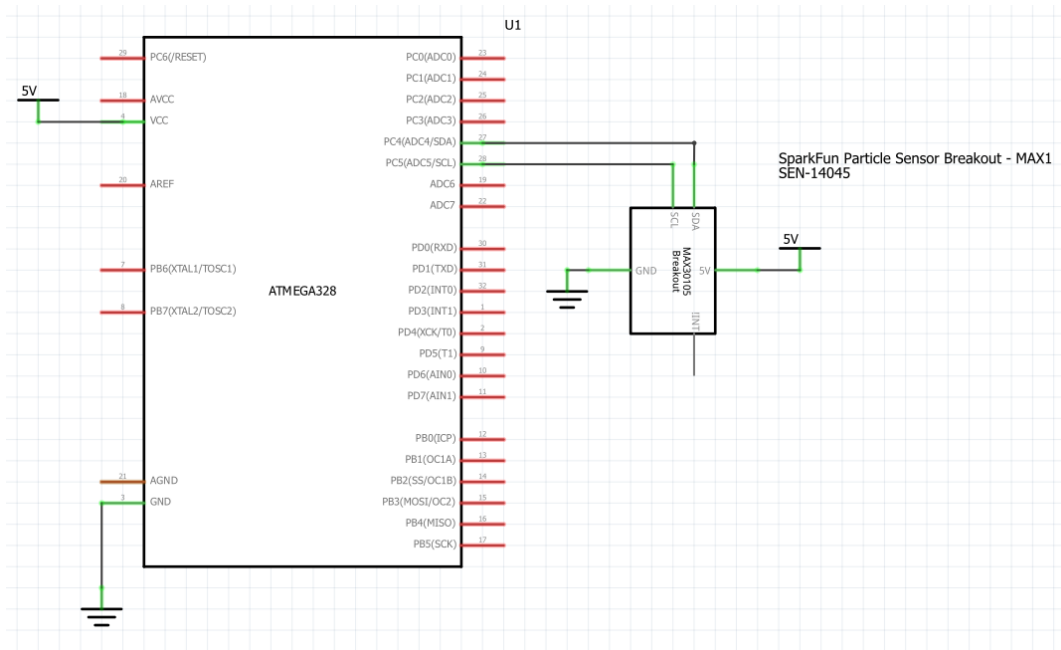 U1
29 PC6(/RESET)
18 AVCC
5V
4 VCC
20 AREF
7 PB6(XTAL1/TOSC1)
8 PB7(XTAL2/TOSC2)
ATMEGA328
21 AGND
3 GND
PC0(ADC0) 23
PC1(ADC1) 24
PC2(ADC2) 25
PC3(ADC3) 26
PC4(ADC4/SDA) 27
PC5(ADC5/SCL) 28
ADC6 19
ADC7 22
PD0(RXD) 30
PD1(TXD) 31
PD2(INT0) 32
PD3(INT1) 1
PD4(XCK/T0) 2
PD5(T1) 9
PD6(AIN0) 10
PD7(AIN1) 11
PB0(ICP) 12
PB1(OC1A) 13
PB2(SS/OC1B) 14
PB3(MOSI/OC2) 15
PB4(MISO) 16
PB5(SCK) 17
SparkFun Particle Sensor Breakout - MAX1
SEN-14045
SCL
SDA
GND
MAX30105
Breakout
5V
!INT
5V